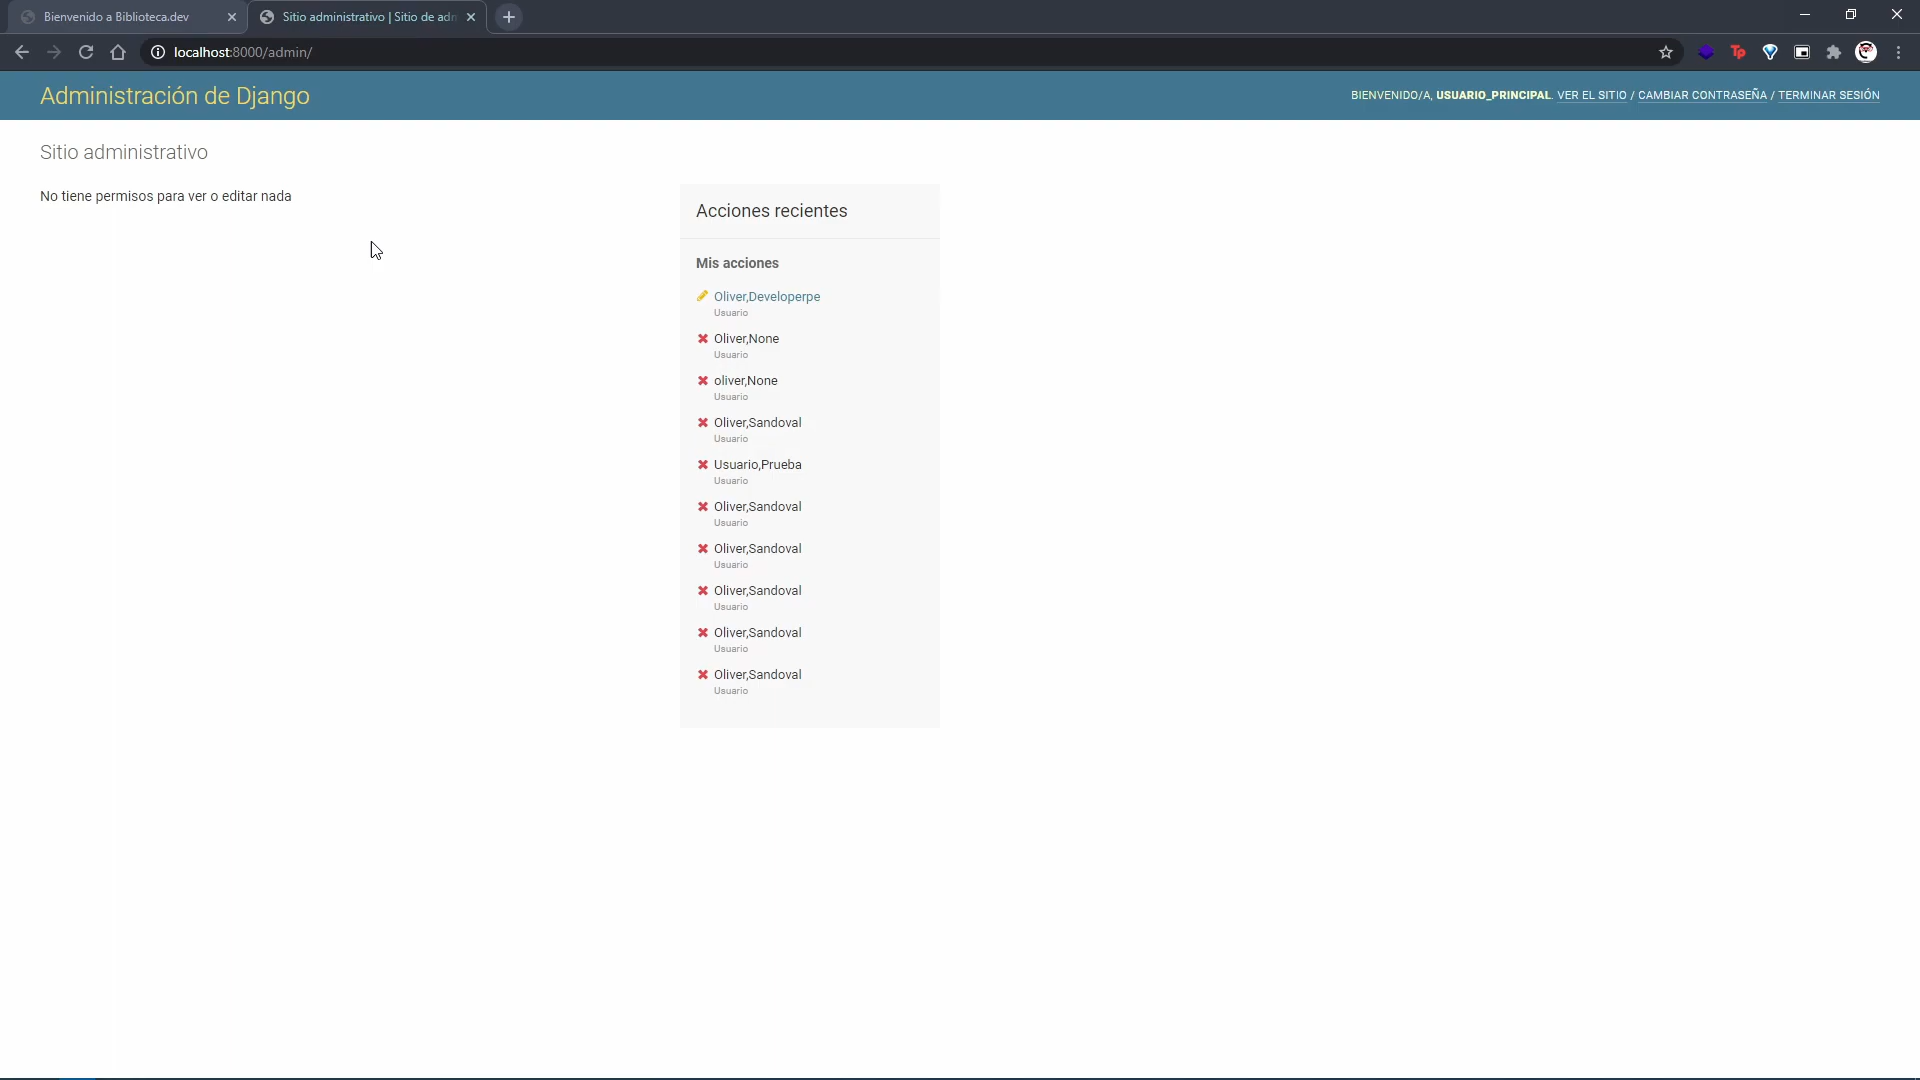 Bienvenido a Biblioteca.dev
Sitio administrativo | Sitio de adm
localhost:8000/admin/
Tp
Administración de Django
BIENVENIDO/A, USUARIO_PRINCIPAL. VER EL SITIO / CAMBIAR CONTRASEÑA / TERMINAR SESIÓN
Sitio administrativo
No tiene permisos para ver o editar nada
Acciones recientes
Mis acciones
Oliver,Developerpe
Usuario
Oliver,None
Usuario
oliver,None
Usuario
Oliver,Sandoval
Usuario
Usuario,Prueba
Usuario
Oliver,Sandoval
Usuario
Oliver,Sandoval
Usuario
Oliver,Sandoval
Usuario
Oliver,Sandoval
Usuario
Oliver,Sandoval
Usuario